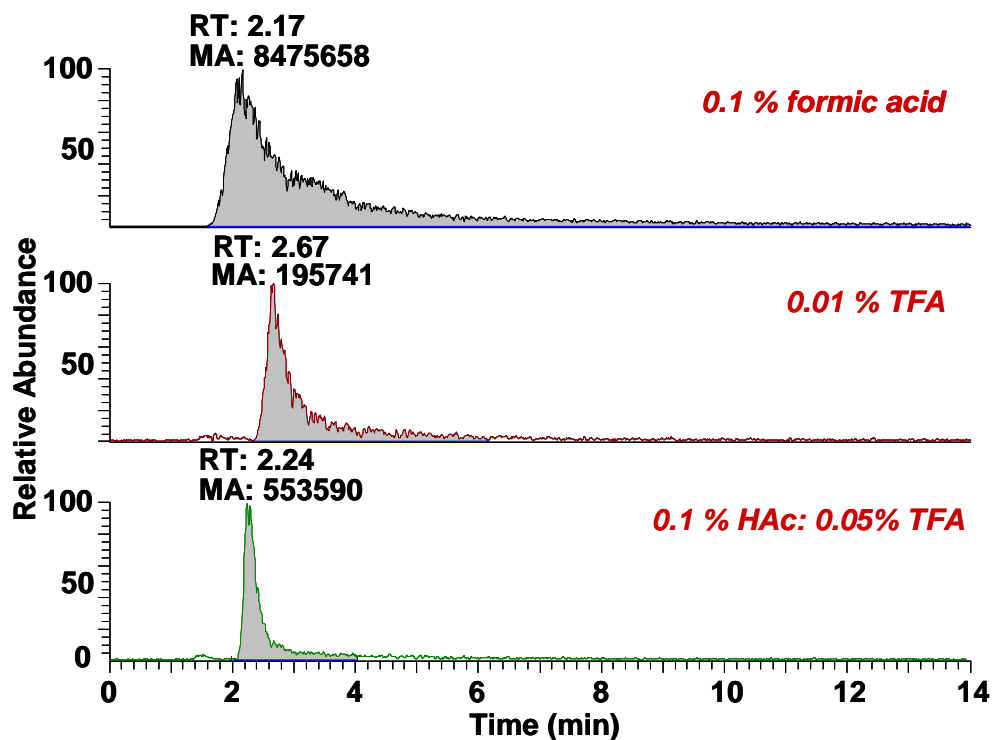 RT: 2.17
MA: 8475658
100
0.1 % formic acid
50
RT: 2.67
MA: 195741
100
0.01 % TFA
50
Relative Abundance
RT: 2.24
MA: 553590
100
0.1 % HAc: 0.05% TFA
50
0
0 2 4 6 8 10 12 14
Time (min)